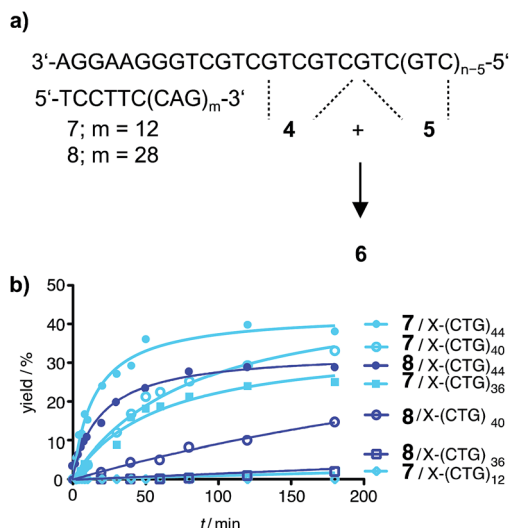 a)
3‘-AGGAAGGGTCGTCGTCGTCGTCGTC(GTC)n–5-5‘
5‘-TCCTTC(CAG)m-3‘
7; m = 12
8; m = 28
4 + 5
6
b)
50
40
30
20
10
0
yield / %
0 50 100 150 200
t / min
7 / X-(CTG)44
7 / X-(CTG)40
8 / X-(CTG)44
7 / X-(CTG)36
8 /X-(CTG) 40
8 /X-(CTG) 36
7 / X-(CTG)12